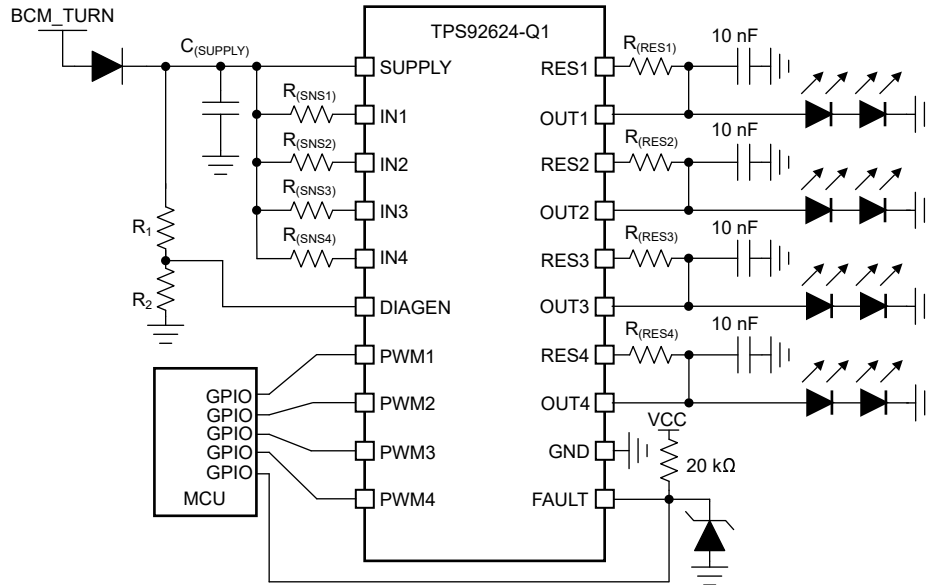 BCM_TURN
TPS92624-Q1
C(SUPPLY)
SUPPLY
R(SNS1)
IN1
R(SNS2)
IN2
R(SNS3)
IN3
R(SNS4)
IN4
R1
R2
DIAGEN
PWM1
PWM2
PWM3
PWM4
GPIO
GPIO
GPIO
GPIO
GPIO
MCU
RES1
R(RES1)
10 nF
OUT1
RES2
R(RES2)
10 nF
OUT2
RES3
R(RES3)
10 nF
OUT3
RES4
R(RES4)
10 nF
OUT4
VCC
GND
20 kΩ
FAULT